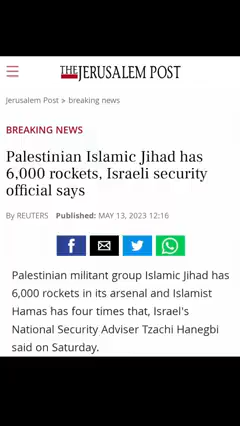 THE JERUSALEM POST
Jerusalem Post > breaking news
BREAKING NEWS
Palestinian Islamic Jihad has
6,000 rockets, Israeli security
official says
By REUTERS Published: MAY 13, 2023 12:16
Palestinian militant group Islamic Jihad has
6,000 rockets in its arsenal and Islamist
Hamas has four times that, Israel's
National Security Adviser Tzachi Hanegbi
said on Saturday.